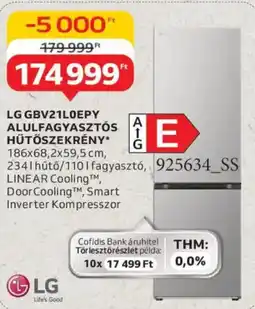 -5 000 Ft
179 999 Ft
174 999 Ft
LG GBV21L0EPY
ALULFAGYASZTÓS
HŰTŐSZEKRÉNY*
186x68,2x59,5 cm,
234 l hűtő/110 l fagyasztó,
LINEAR Cooling™,
DoorCooling™, Smart
Inverter Kompresszor
A
G
E
925634_SS
Cofidis Bank áruhitel
Törlesztőrészlet példa:
10x 17 499 Ft
THM:
0,0%
LG
Life's Good